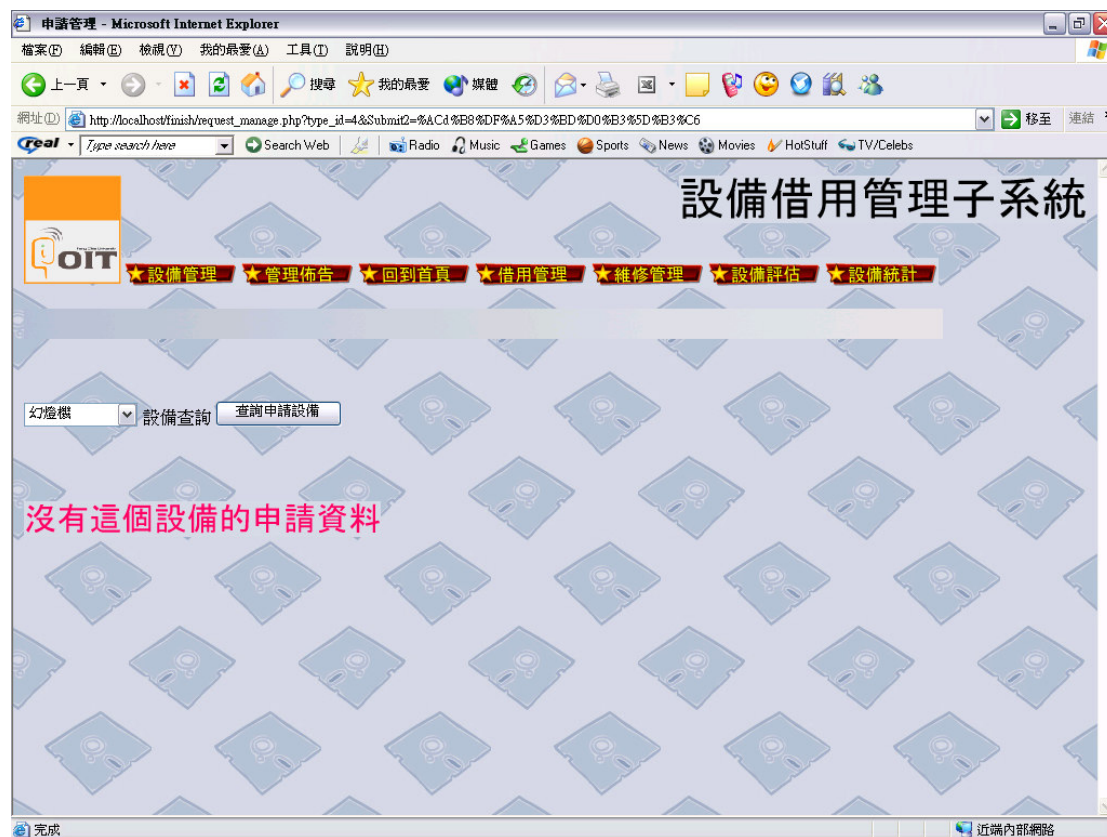 申請管理 - Microsoft Internet Explorer
檔案(F) 編輯(E) 檢視(V) 我的最愛(A) 工具(T) 說明(H)
上一頁 搜尋 我的最愛 媒體
網址(D) http://localhost/finish/request_manage.php?type_id=4&Submit2=%ACd%B8%DF%A5%D3%BD%D0%B3%5D%B3%C6 移至 連結
real Type search here Search Web Radio Music Games Sports News Movies HotStuff TV/Celebs
設備借用管理子系統
OIT
設備管理 管理佈告 回到首頁 借用管理 維修管理 設備評估 設備統計
幻燈機 設備查詢 查詢申請設備
沒有這個設備的申請資料
完成 近端內部網路